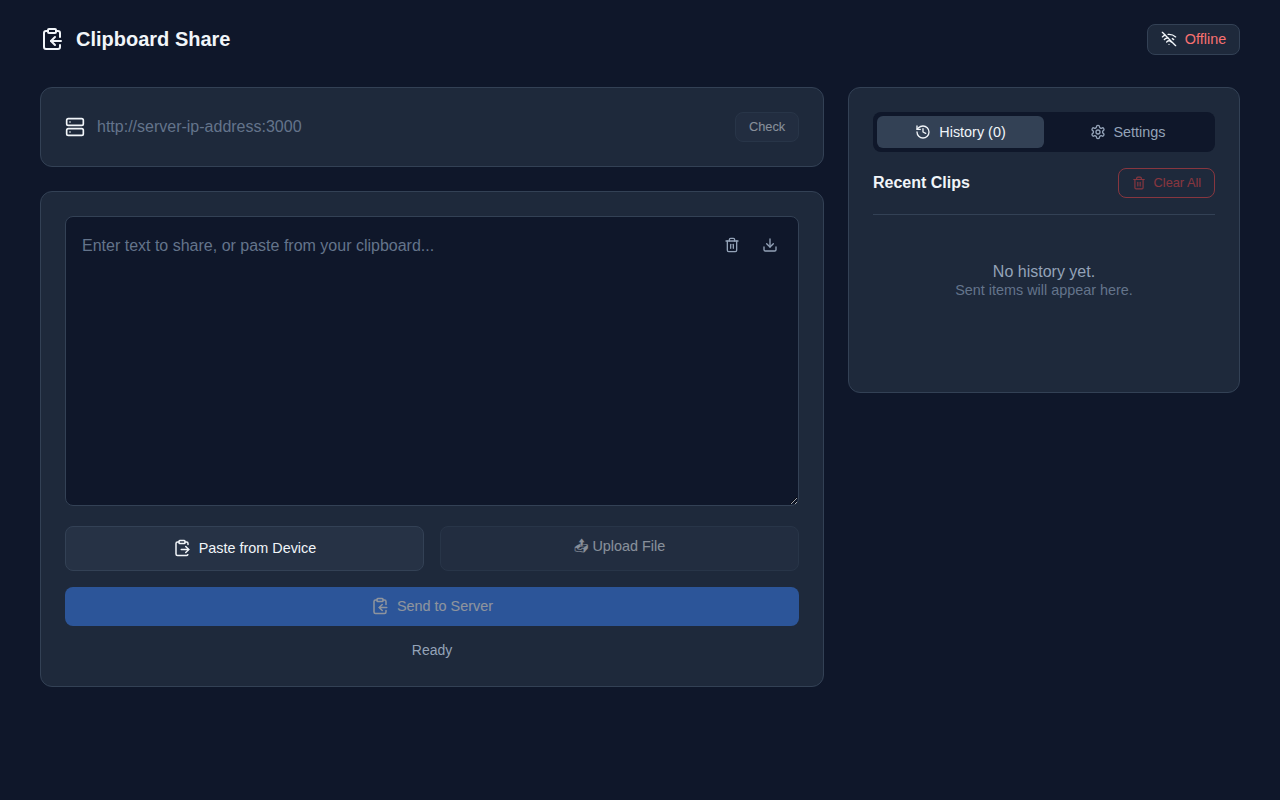 Clipboard Share
Offline
http://server-ip-address:3000
Check
Enter text to share, or paste from your clipboard...
Paste from Device
📤 Upload File
Send to Server
Ready
History (0)
Settings
Recent Clips
Clear All
No history yet.
Sent items will appear here.